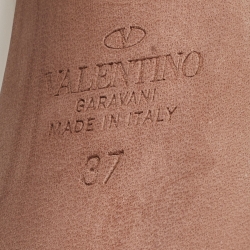 VALENTINO
GARAVANI
MADE IN ITALY
37